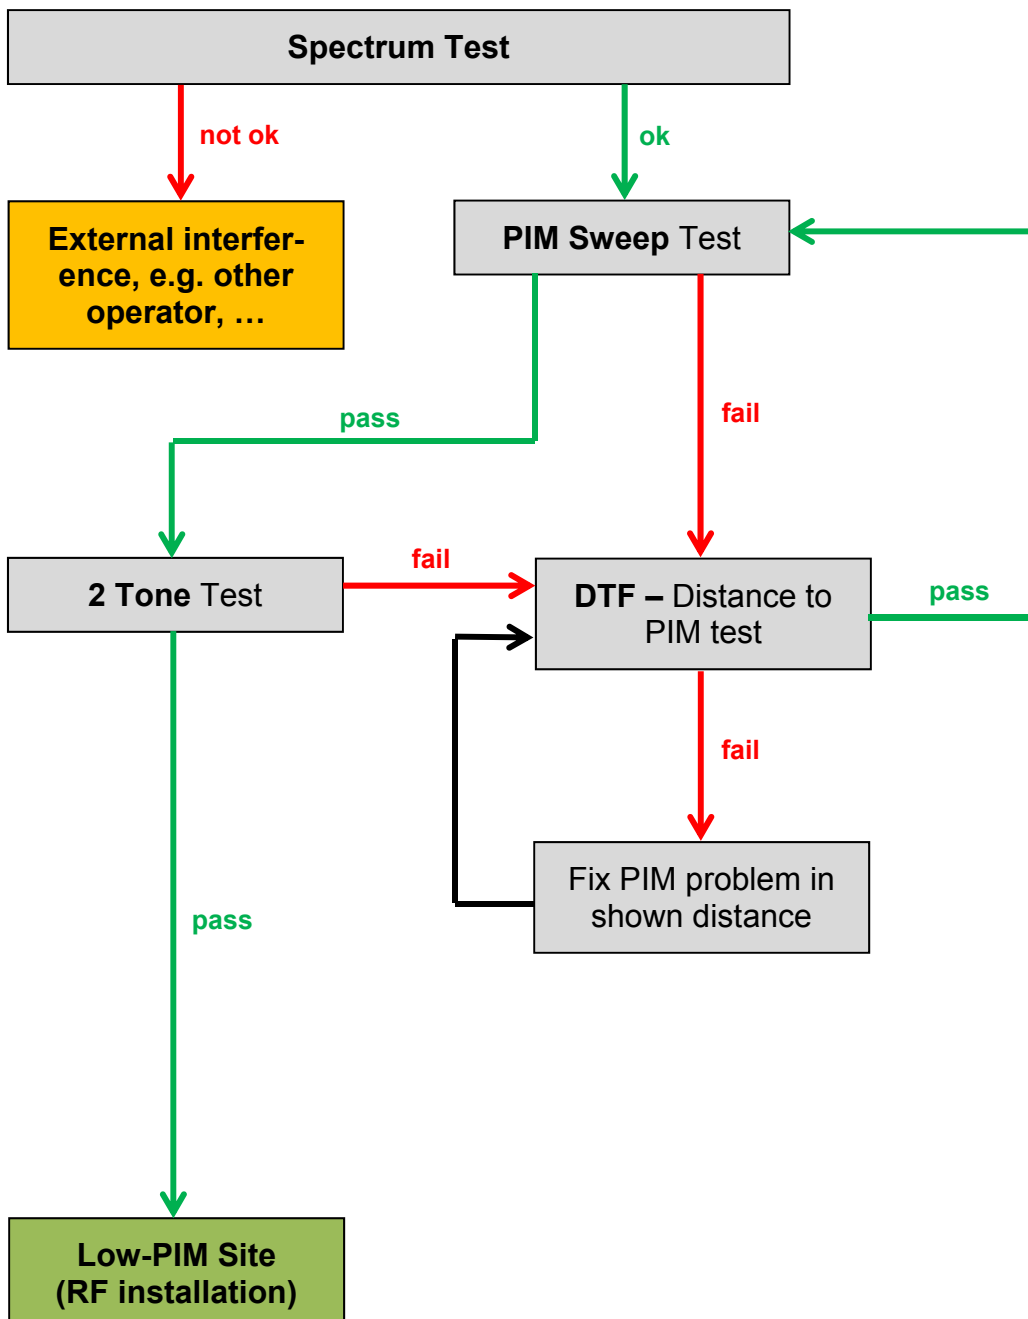 Spectrum Test
not ok
ok
External interfer-
ence, e.g. other
operator, …
PIM Sweep Test
pass
fail
2 Tone Test
fail
DTF – Distance to
PIM test
pass
fail
Fix PIM problem in
shown distance
pass
Low-PIM Site
(RF installation)